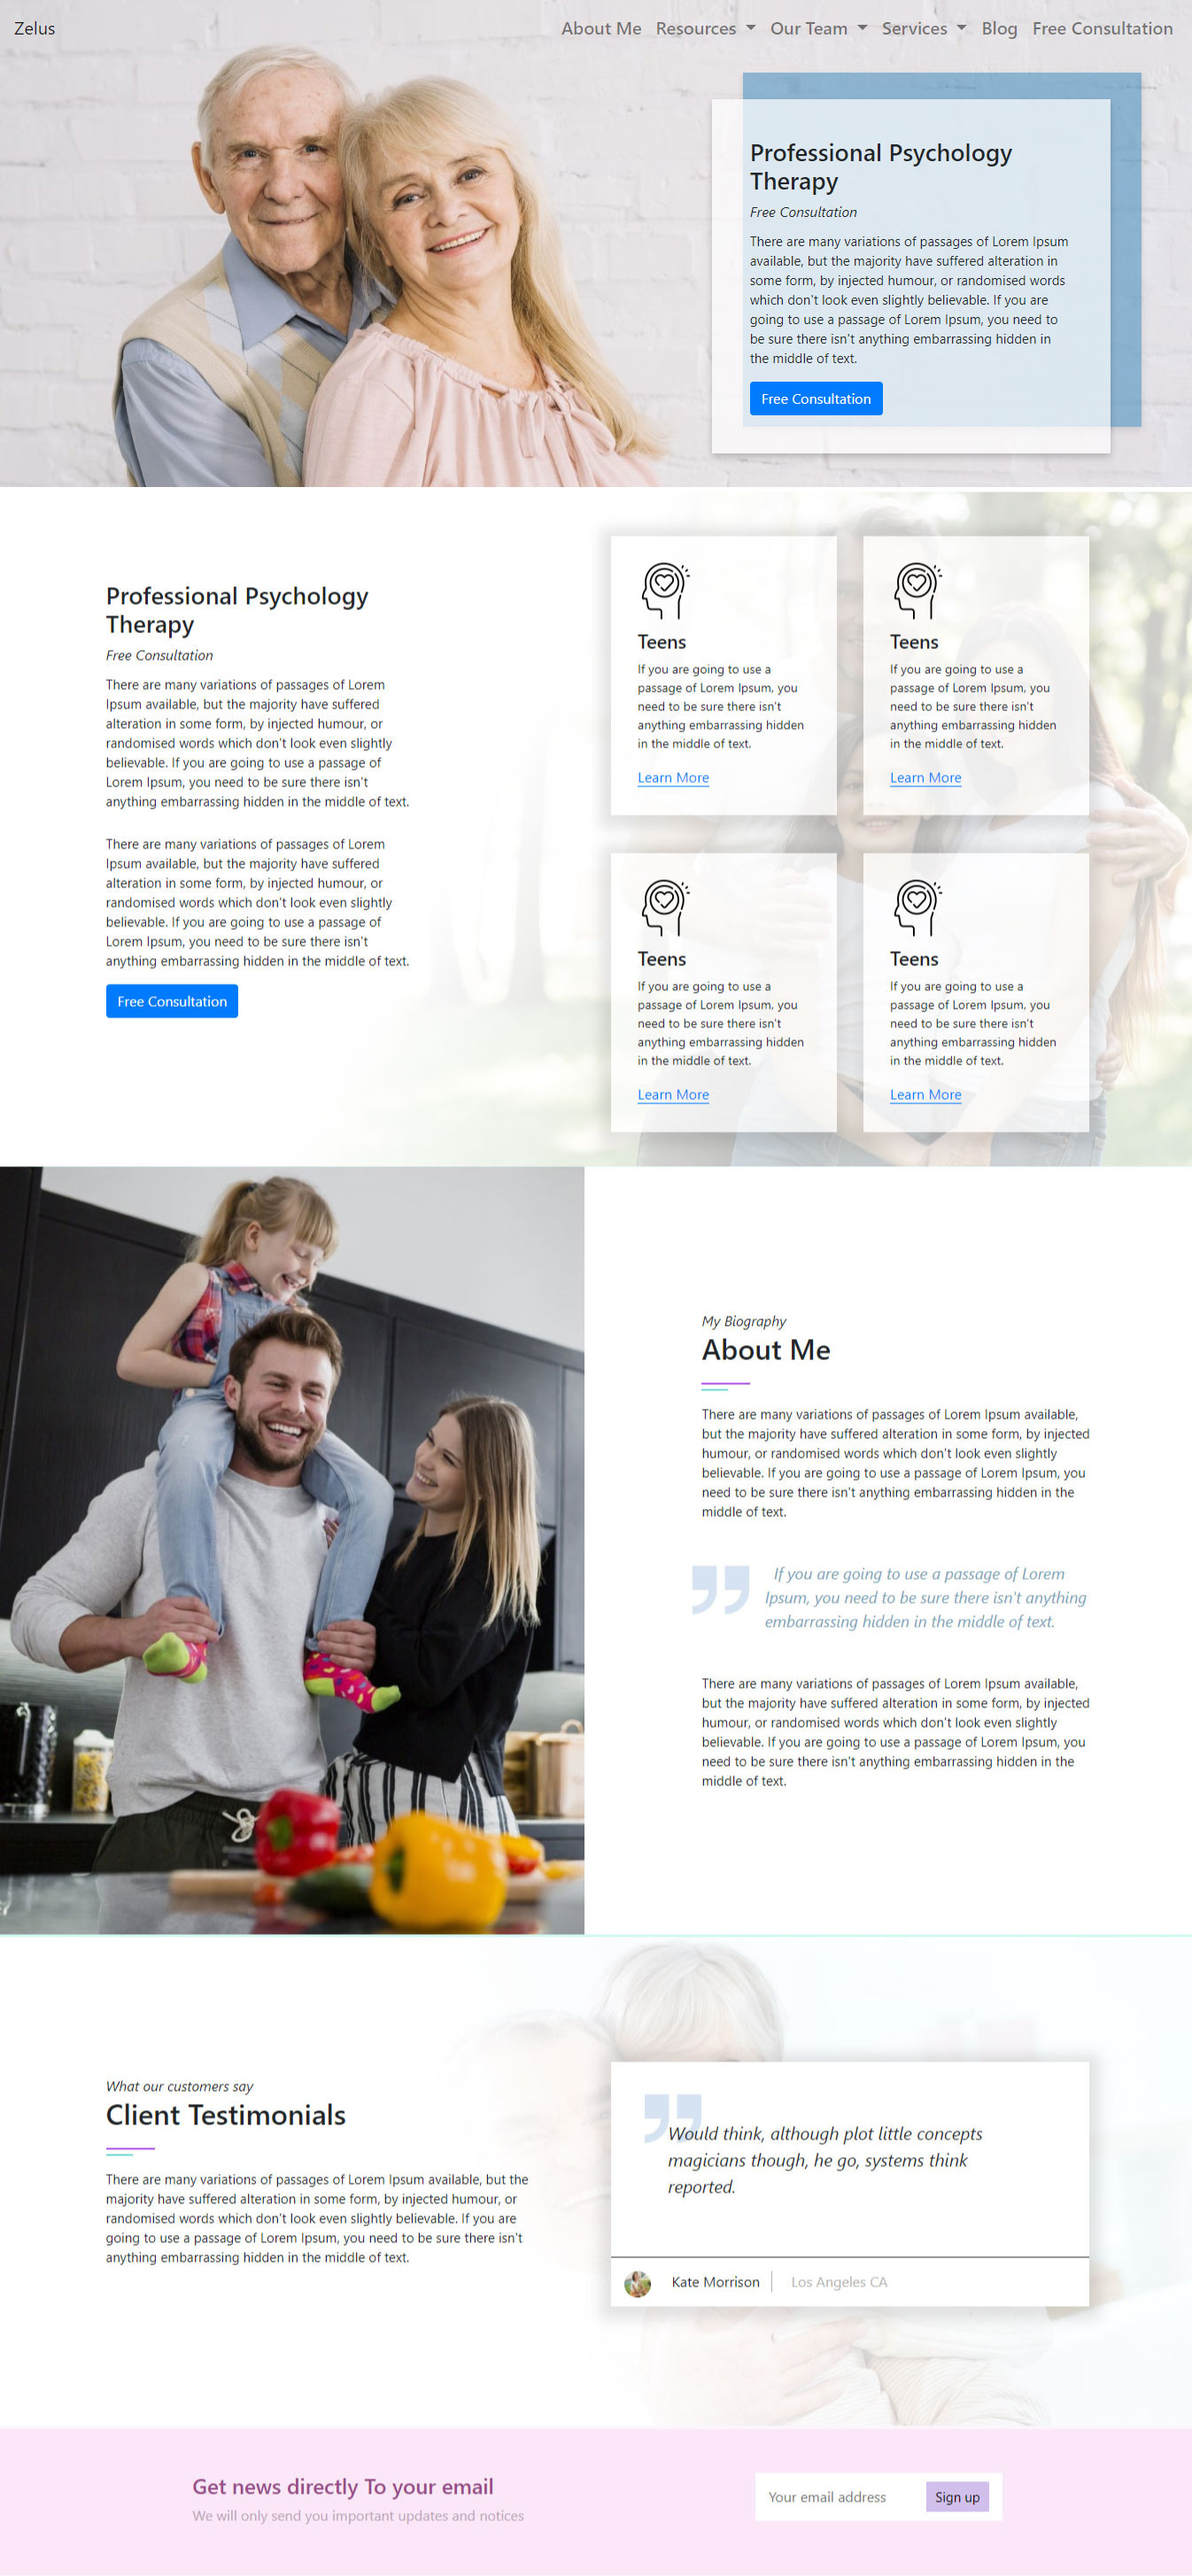 Zelus
About Me Resources Our Team Services Blog Free Consultation
Professional Psychology
Therapy
Free Consultation
There are many variations of passages of Lorem Ipsum
available, but the majority have suffered alteration in
some form, by injected humour, or randomised words
which don't look even slightly believable. If you are
going to use a passage of Lorem Ipsum, you need to
be sure there isn't anything embarrassing hidden in
the middle of text.
Free Consultation
Professional Psychology
Therapy
Free Consultation
There are many variations of passages of Lorem
Ipsum available, but the majority have suffered
alteration in some form, by injected humour, or
randomised words which don't look even slightly
believable. If you are going to use a passage of
Lorem Ipsum, you need to be sure there isn't
anything embarrassing hidden in the middle of text.
There are many variations of passages of Lorem
Ipsum available, but the majority have suffered
alteration in some form, by injected humour, or
randomised words which don't look even slightly
believable. If you are going to use a passage of
Lorem Ipsum, you need to be sure there isn't
anything embarrassing hidden in the middle of text.
Free Consultation
Teens
If you are going to use a
passage of Lorem Ipsum, you
need to be sure there isn't
anything embarrassing hidden
in the middle of text.
Learn More
Teens
If you are going to use a
passage of Lorem Ipsum, you
need to be sure there isn't
anything embarrassing hidden
in the middle of text.
Learn More
Teens
If you are going to use a
passage of Lorem Ipsum, you
need to be sure there isn't
anything embarrassing hidden
in the middle of text.
Learn More
Teens
If you are going to use a
passage of Lorem Ipsum, you
need to be sure there isn't
anything embarrassing hidden
in the middle of text.
Learn More
My Biography
About Me
There are many variations of passages of Lorem Ipsum available,
but the majority have suffered alteration in some form, by injected
humour, or randomised words which don't look even slightly
believable. If you are going to use a passage of Lorem Ipsum, you
need to be sure there isn't anything embarrassing hidden in the
middle of text.
If you are going to use a passage of Lorem
Ipsum, you need to be sure there isn't anything
embarrassing hidden in the middle of text.
There are many variations of passages of Lorem Ipsum available,
but the majority have suffered alteration in some form, by injected
humour, or randomised words which don't look even slightly
believable. If you are going to use a passage of Lorem Ipsum, you
need to be sure there isn't anything embarrassing hidden in the
middle of text.
What our customers say
Client Testimonials
There are many variations of passages of Lorem Ipsum available, but the
majority have suffered alteration in some form, by injected humour, or
randomised words which don't look even slightly believable. If you are
going to use a passage of Lorem Ipsum, you need to be sure there isn't
anything embarrassing hidden in the middle of text.
Would think, although plot little concepts
magicians though, he go, systems think
reported.
Kate Morrison Los Angeles CA
Get news directly To your email
We will only send you important updates and notices
Your email address Sign up